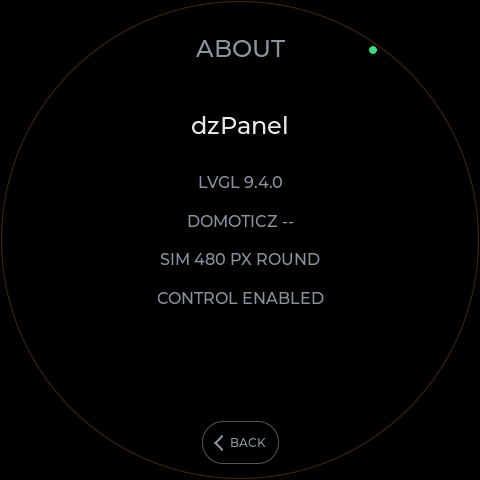 ABOUT
dzPanel
LVGL 9.4.0
DOMOTICZ --
SIM 480 PX ROUND
CONTROL ENABLED
BACK